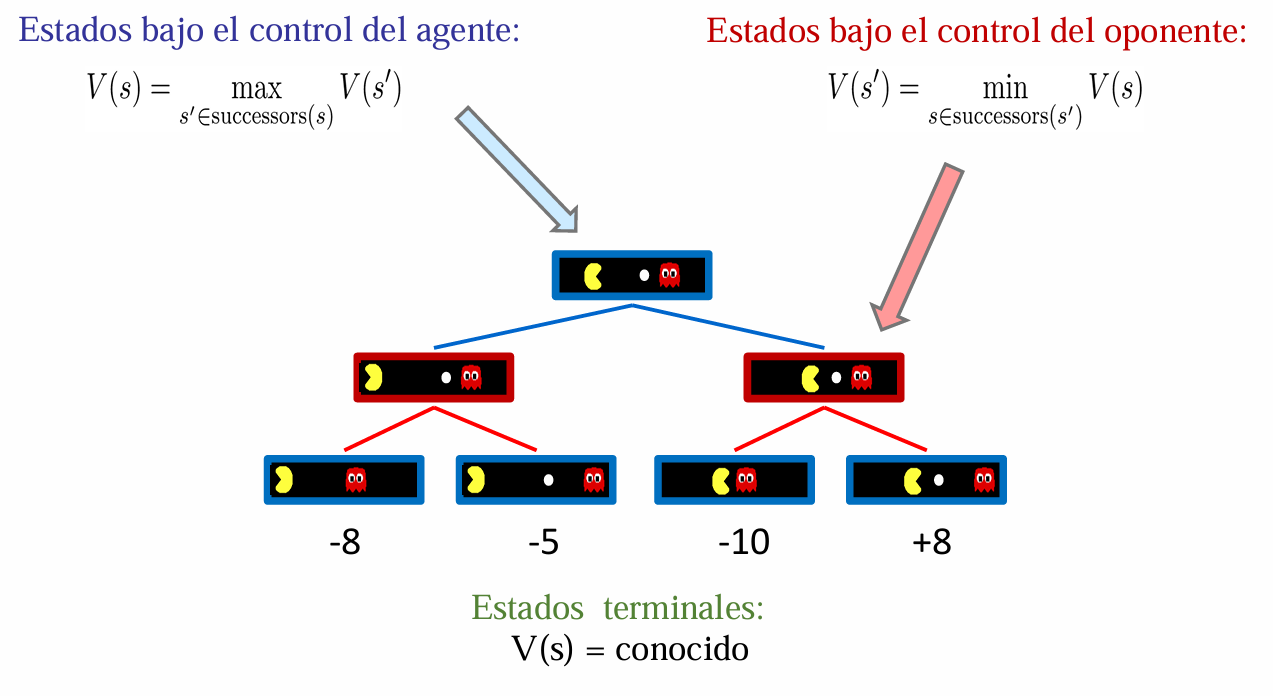 Estados bajo el control del agente:
Estados bajo el control del oponente:
V(s) = max V(s′)
s′∈successors(s)
V(s′) = min V(s)
s∈successors(s′)
-8
-5
-10
+8
Estados terminales:
V(s) = conocido